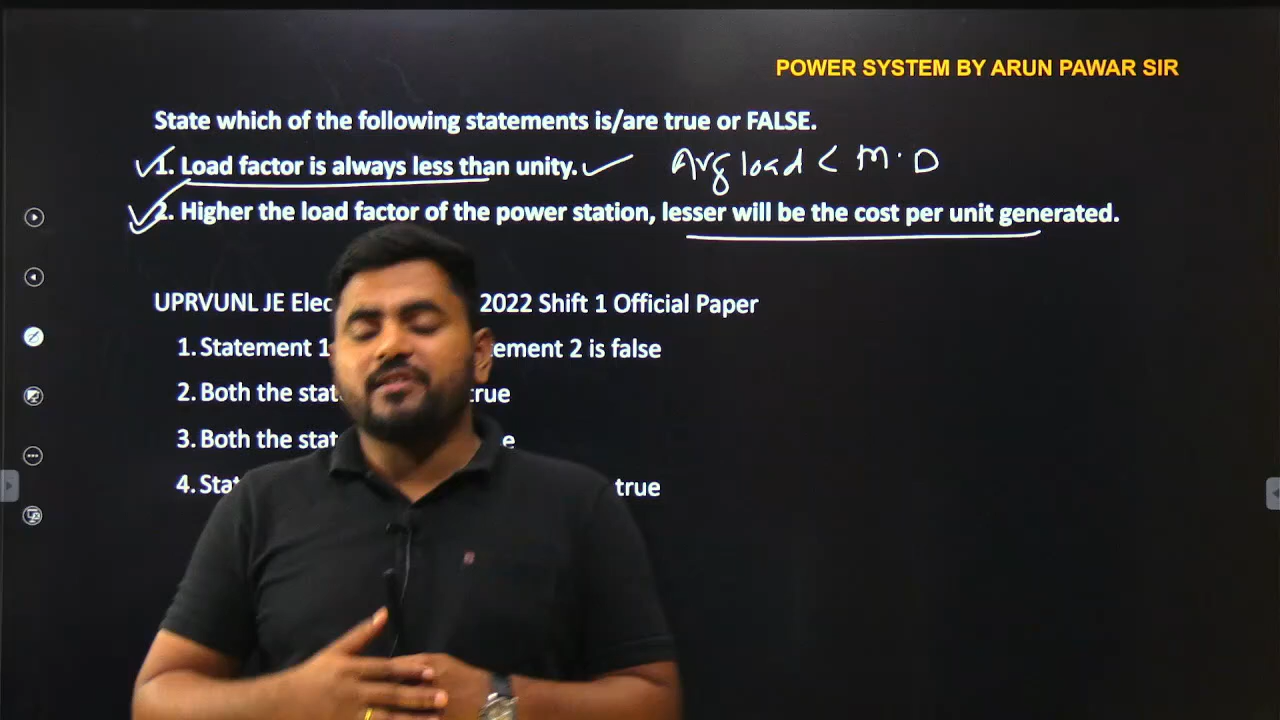 POWER SYSTEM BY ARUN PAWAR SIR
State which of the following statements is/are true or FALSE.
1. Load factor is always less than unity. Avg load < M.D
2. Higher the load factor of the power station, lesser will be the cost per unit generated.
UPRVUNL JE Elec 2022 Shift 1 Official Paper
1. Statement 1 ement 2 is false
2. Both the stat true
3. Both the stat e
4. Stat true